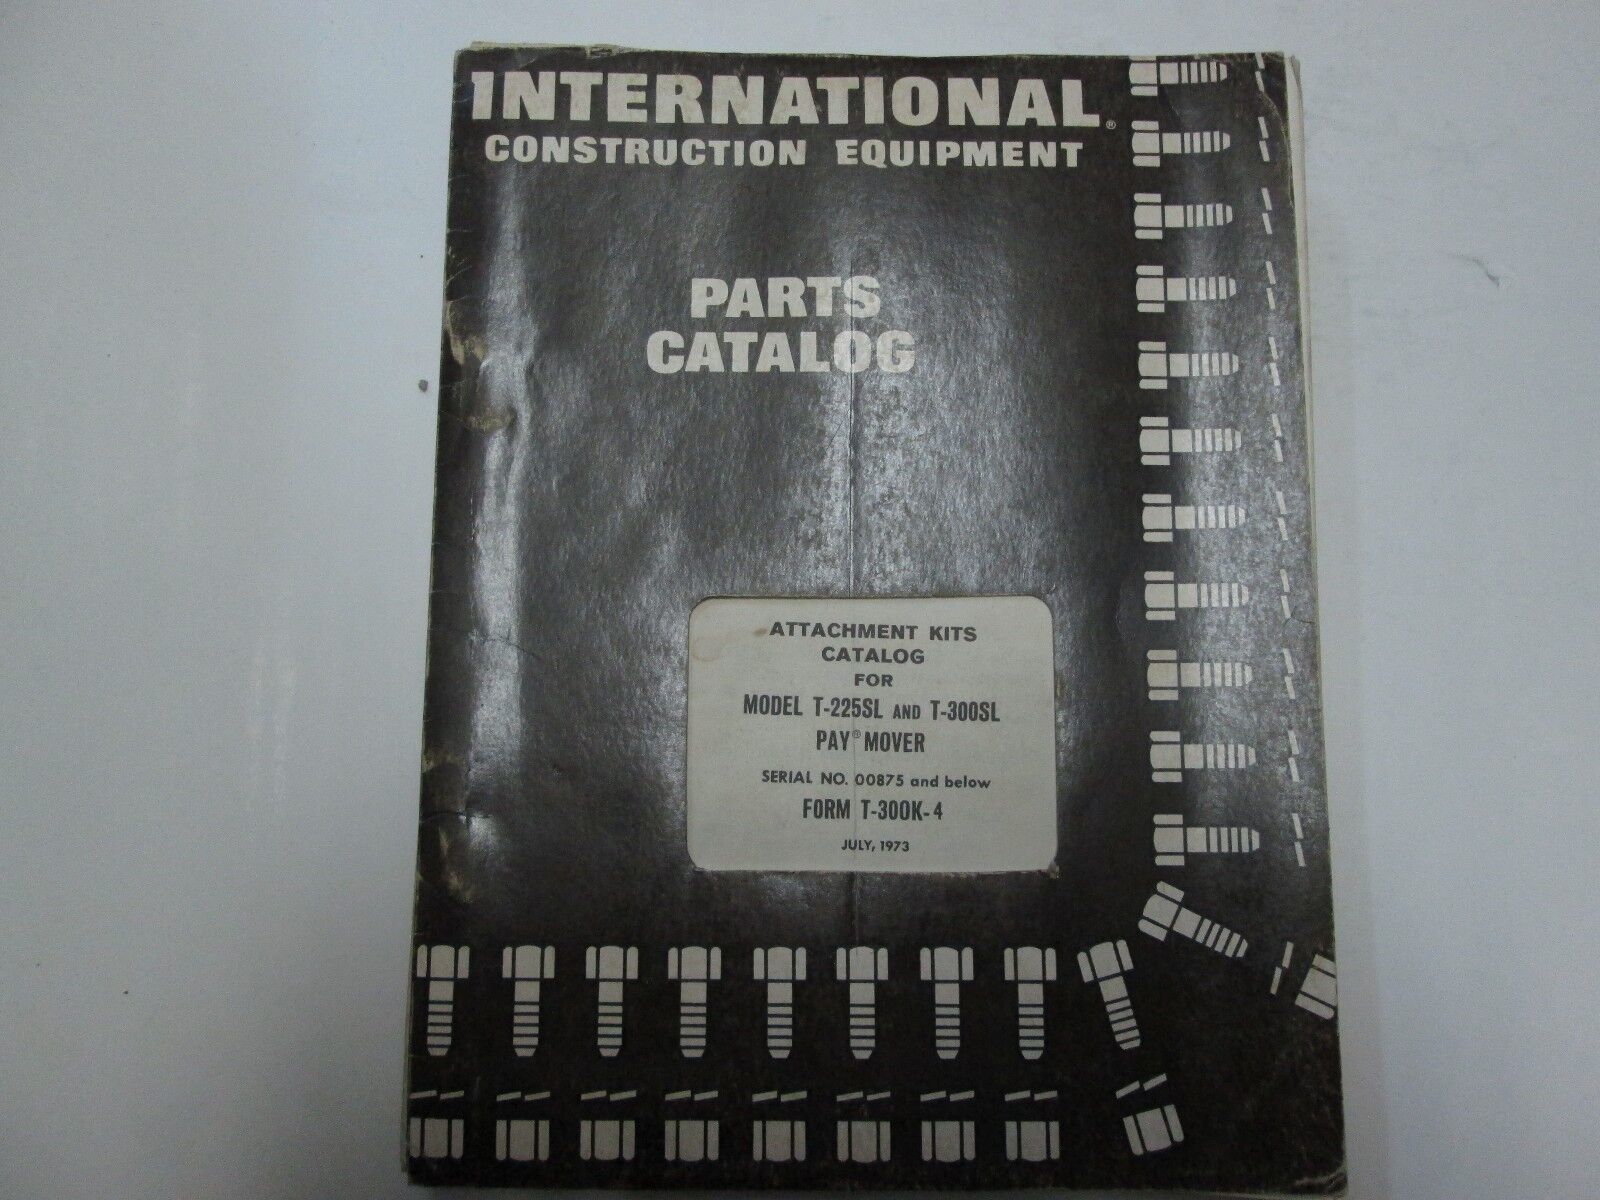 INTERNATIONAL®
CONSTRUCTION EQUIPMENT
PARTS
CATALOG
ATTACHMENT KITS
CATALOG
FOR
MODEL T-225SL AND T-300SL
PAY® MOVER
SERIAL NO. 00875 and below
FORM T-300K-4
JULY, 1973